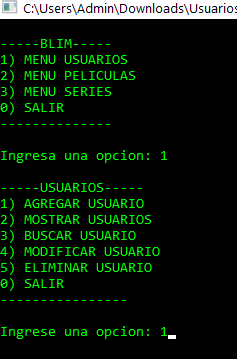 C:\Users\Admin\Downloads\Usuarios
-----BLIM-----
1) MENU USUARIOS
2) MENU PELICULAS
3) MENU SERIES
0) SALIR
--------------
Ingresa una opcion: 1
-----USUARIOS-----
1) AGREGAR USUARIO
2) MOSTRAR USUARIOS
3) BUSCAR USUARIO
4) MODIFICAR USUARIO
5) ELIMINAR USUARIO
0) SALIR
----------------
Ingrese una opcion: 1